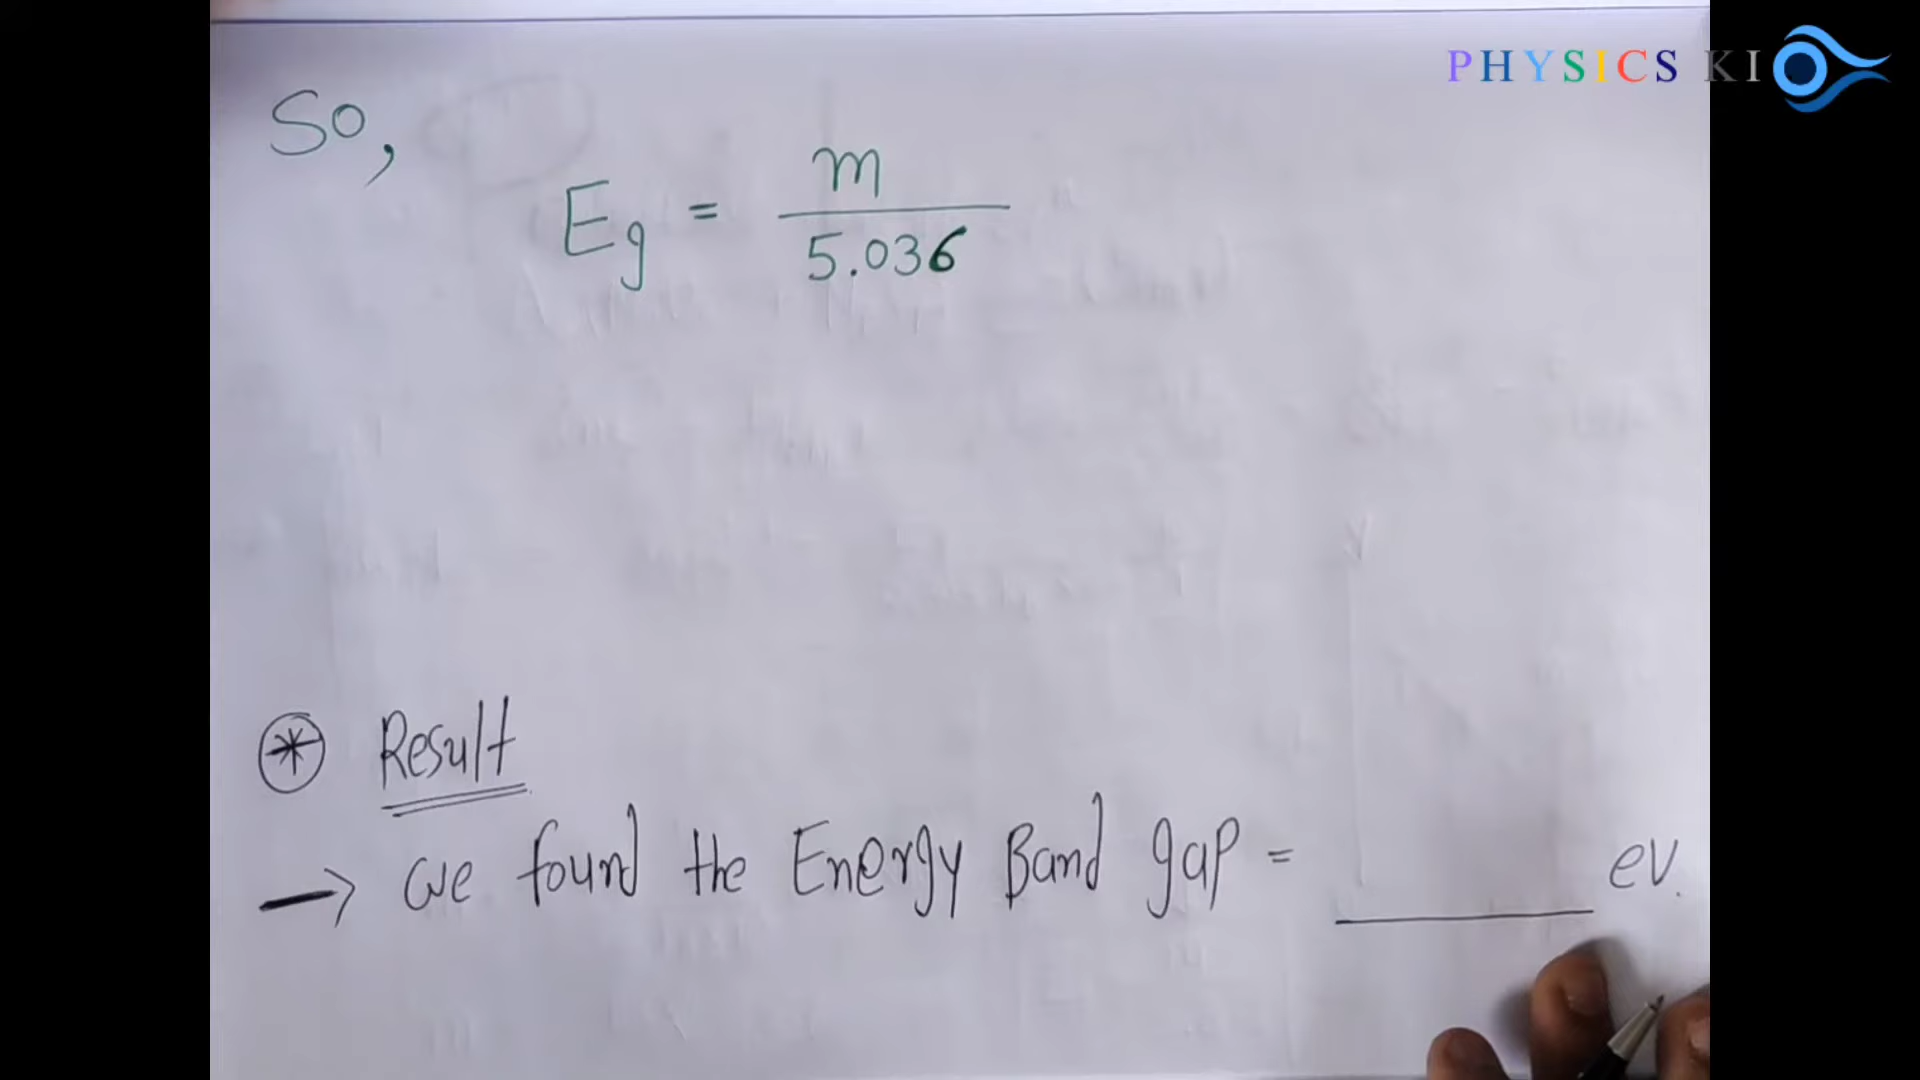 PHYSICS KI
So,
Eg = m / 5.036
* Result
→ we found the Energy Band gap = ______ ev.